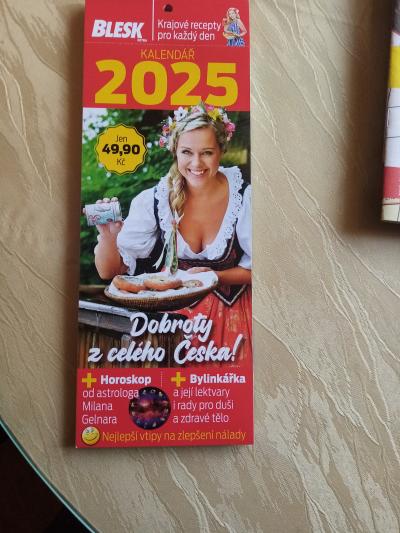 BLESK
Krajové recepty
pro každý den
KALENDÁŘ
2025
Jen
49,90
Kč
Dobroty
z celého Česka!
+ Horoskop
od astrologa
Milana
Gelnara
+ Bylinkářka
a její lektvary
i rady pro duši
a zdravé tělo
Nejlepší vtipy na zlepšení nálady